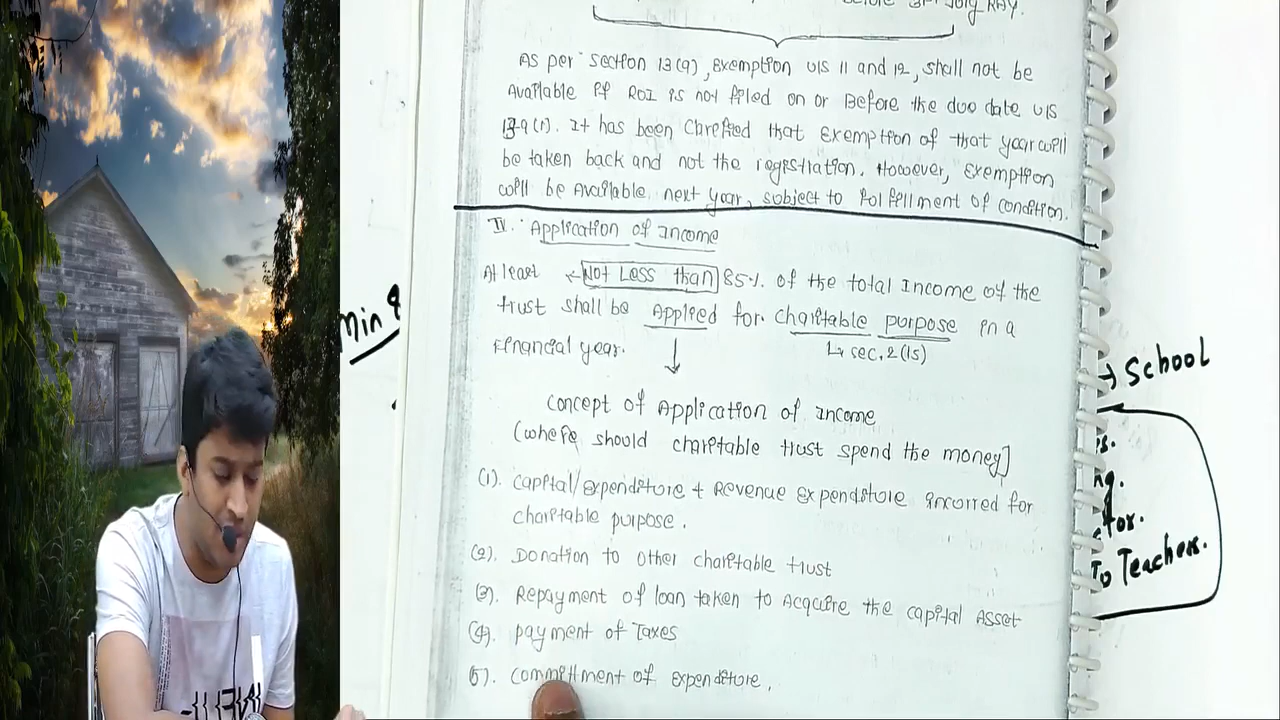 As per section 13(9), exemption U/S 11 and 12, shall not be
Available if ROI is not filed on or Before the due date U/S
139(1). It has been Clarified that exemption of that year will
be taken back and not the registration. However, exemption
will be Available next year, subject to fulfillment of condition.
IV. Application of Income
At least ← Not Less than 85% of the total Income of the
trust shall be Applied for charitable purpose in a
Financial year. ↓ ↳ sec. 2(15)
Min
Concept of Application of Income
(where should charitable trust spend the money]
→ School
(1). capital/expenditure + Revenue expenditure incurred for
charitable purpose.
(2). Donation to other charitable trust
To Teacher.
(3). Repayment of loan taken to Acquire the capital Asset
(4). payment of Taxes
(5). committment of expenditure.